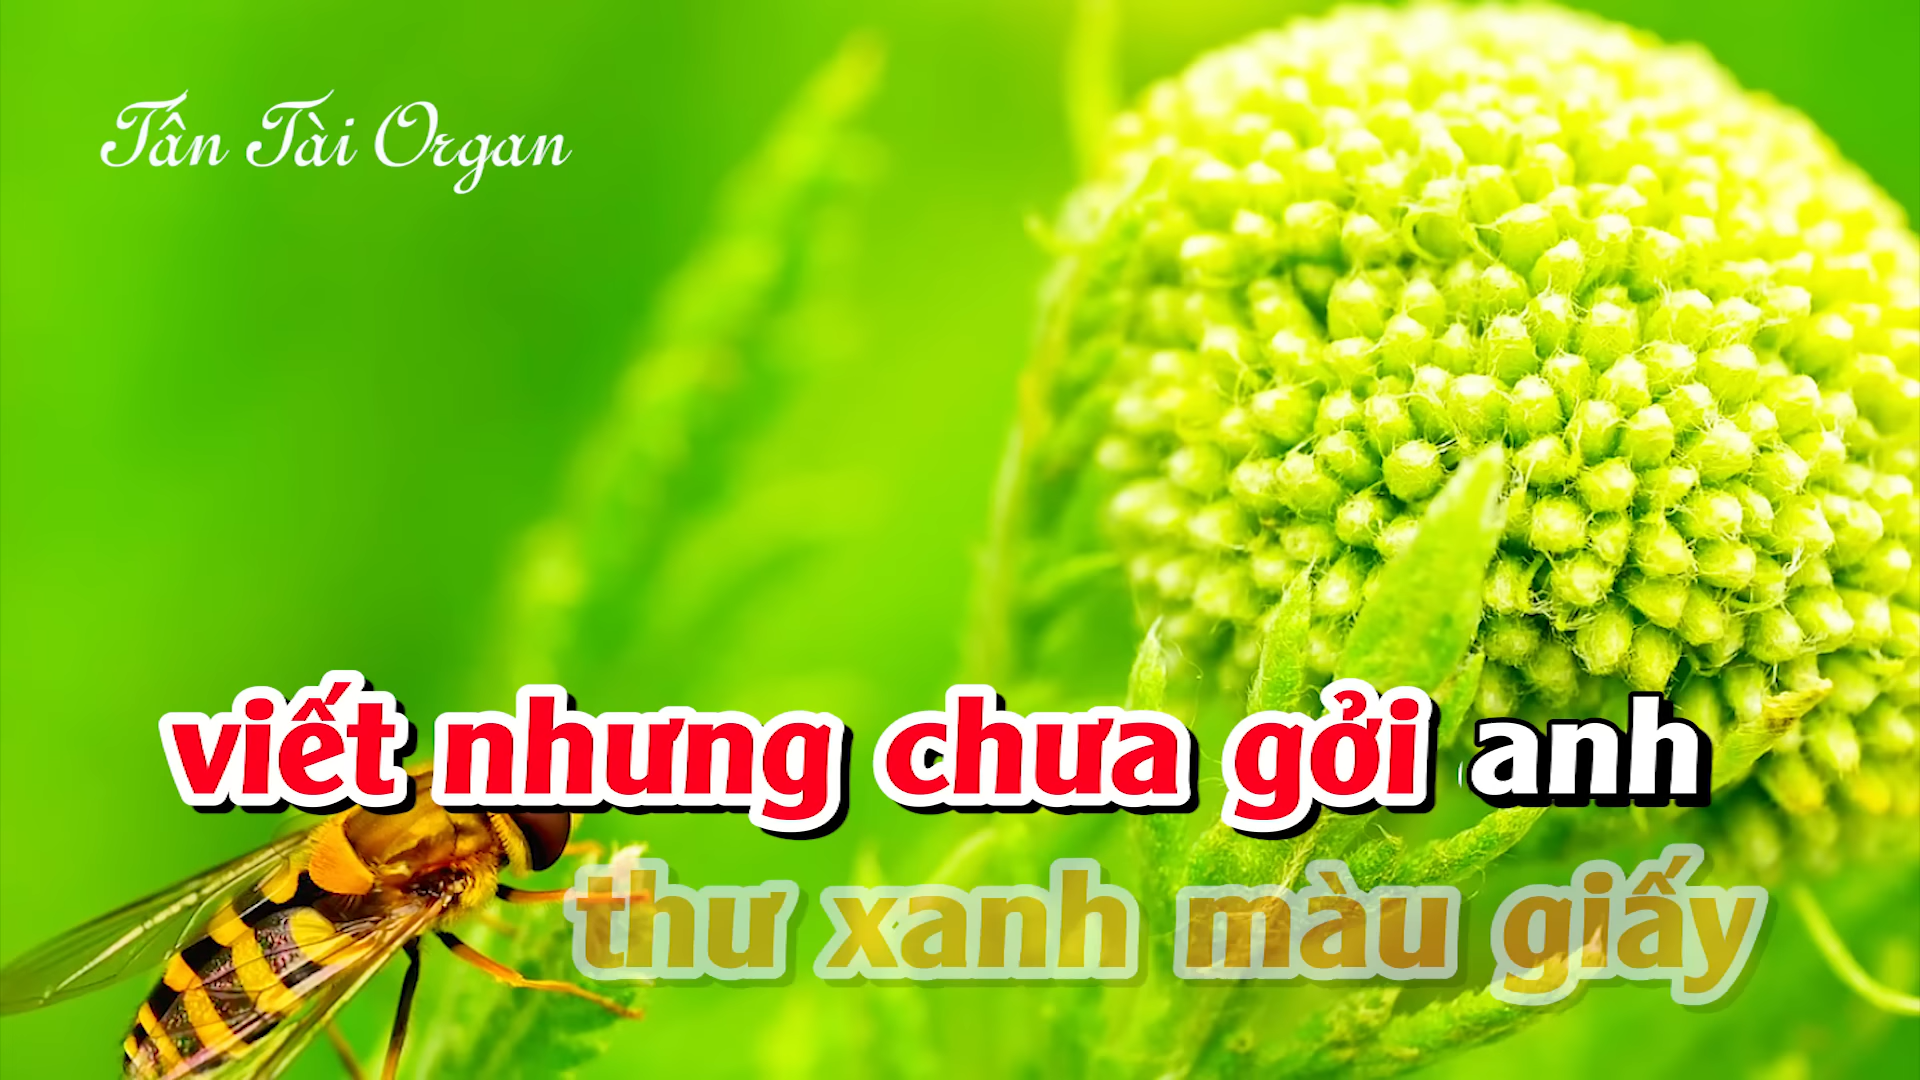 Tấn Tài Organ
viết nhưng chưa gởi anh
thư xanh màu giấy